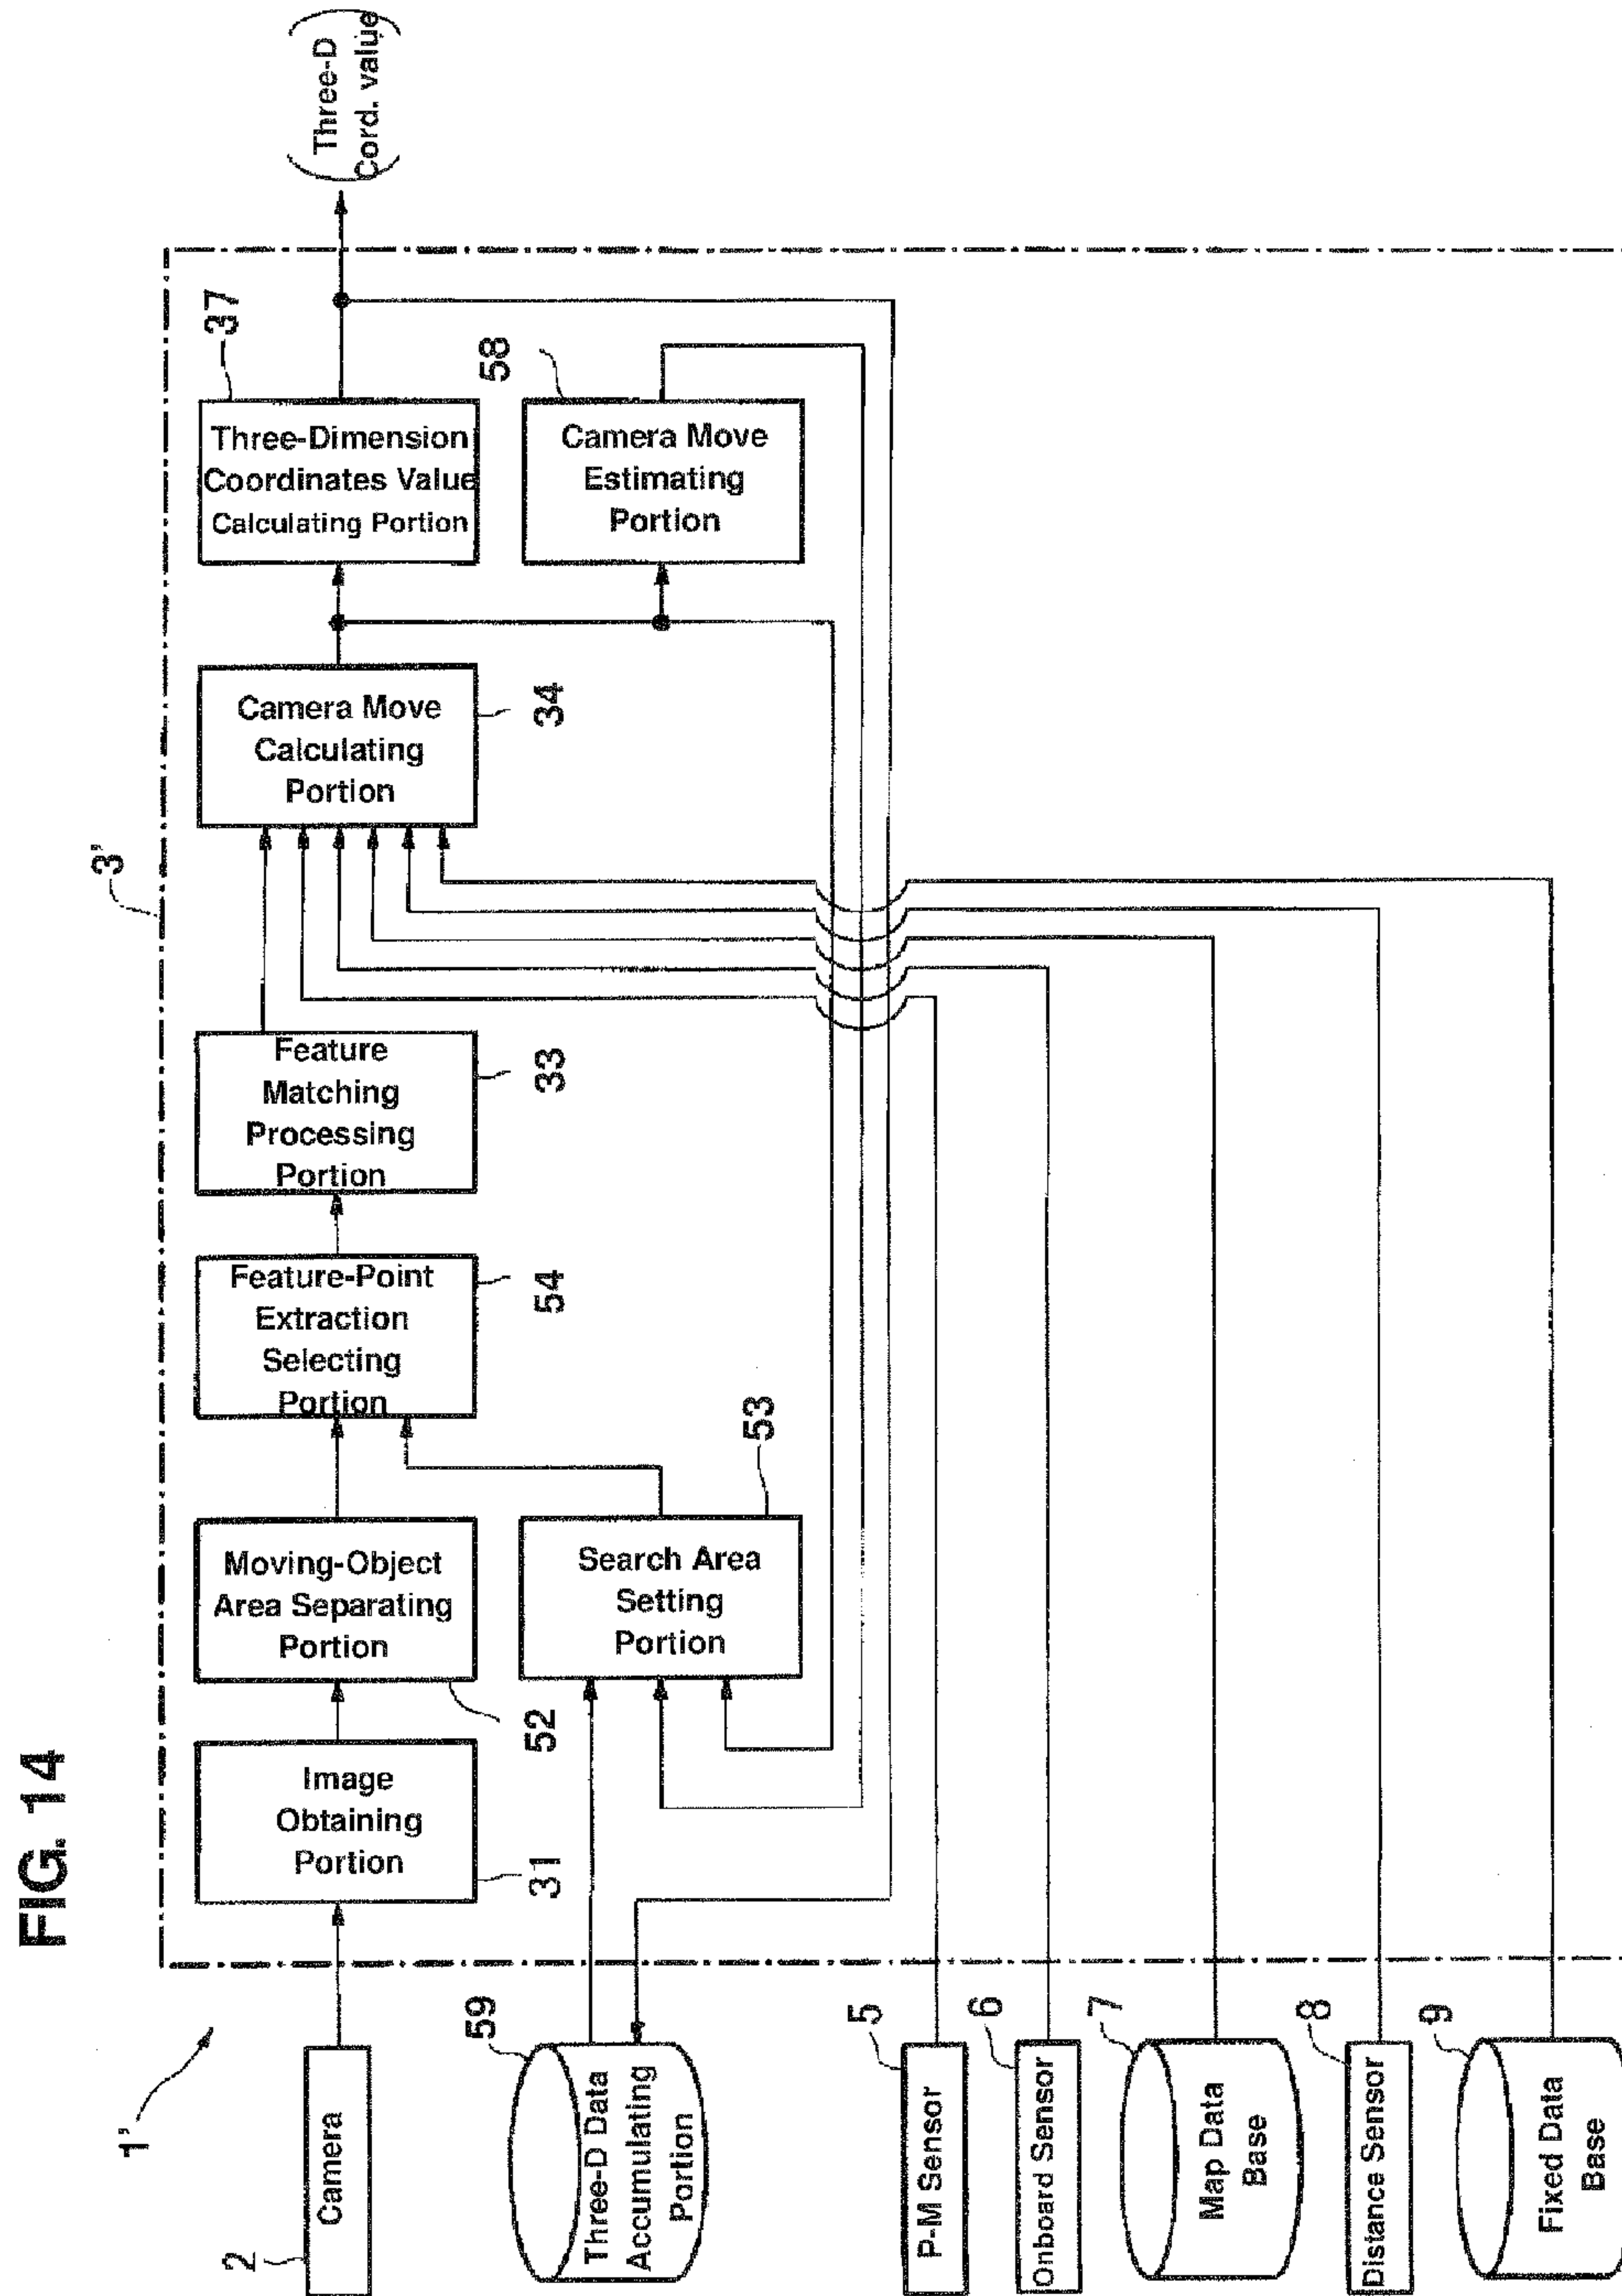 FIG. 14
1'
3'
2
Camera
Image
Obtaining
Portion
31
Moving-Object
Area Separating
Portion
52
Feature-Point
Extraction
Selecting
Portion
54
Feature
Matching
Processing
Portion
33
Camera Move
Calculating
Portion
34
Three-Dimension
Coordinates Value
Calculating Portion
37
(Three-D
Cord. value)
59
Three-D Data
Accumulating
Portion
Search Area
Setting
Portion
53
Camera Move
Estimating
Portion
58
5
P-M Sensor
6
Onboard Sensor
7
Map Data
Base
8
Distance Sensor
9
Fixed Data
Base